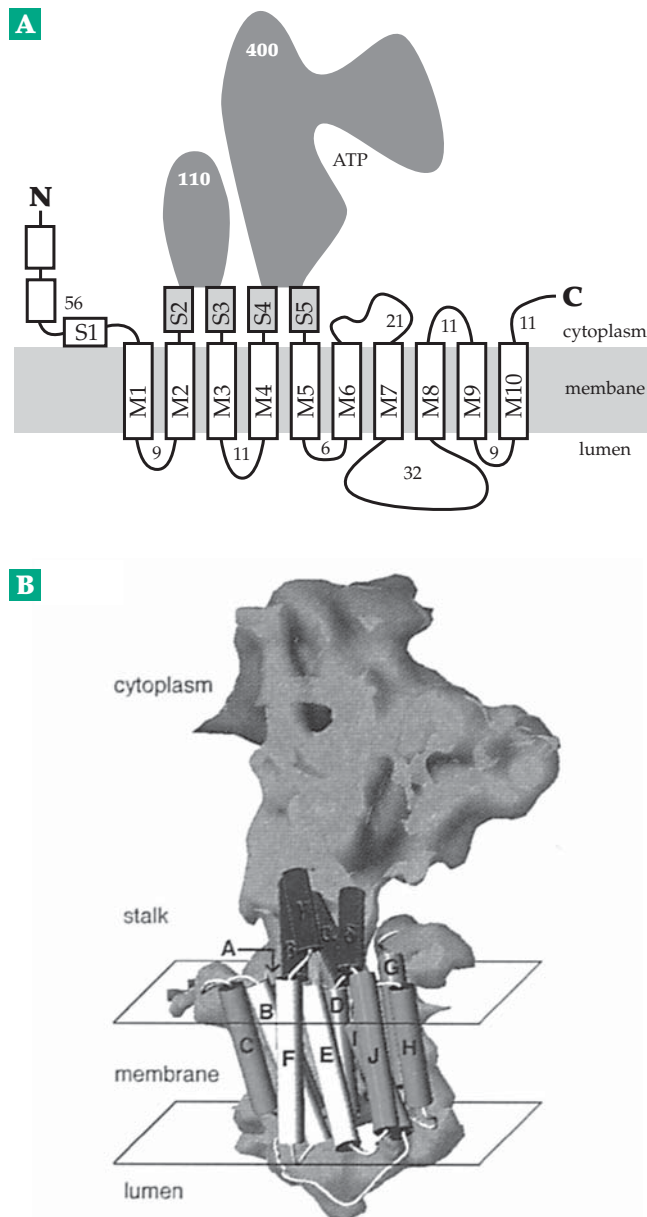 A
400
ATP
110
N
56
S1
S2
S3
S4
S5
21
11
11
C
cytoplasm
M1
M2
M3
M4
M5
M6
M7
M8
M9
M10
membane
9
11
6
32
9
lumen
B
cytoplasm
stalk
A
G
B
D
C
F
E
I
J
H
membrane
lumen